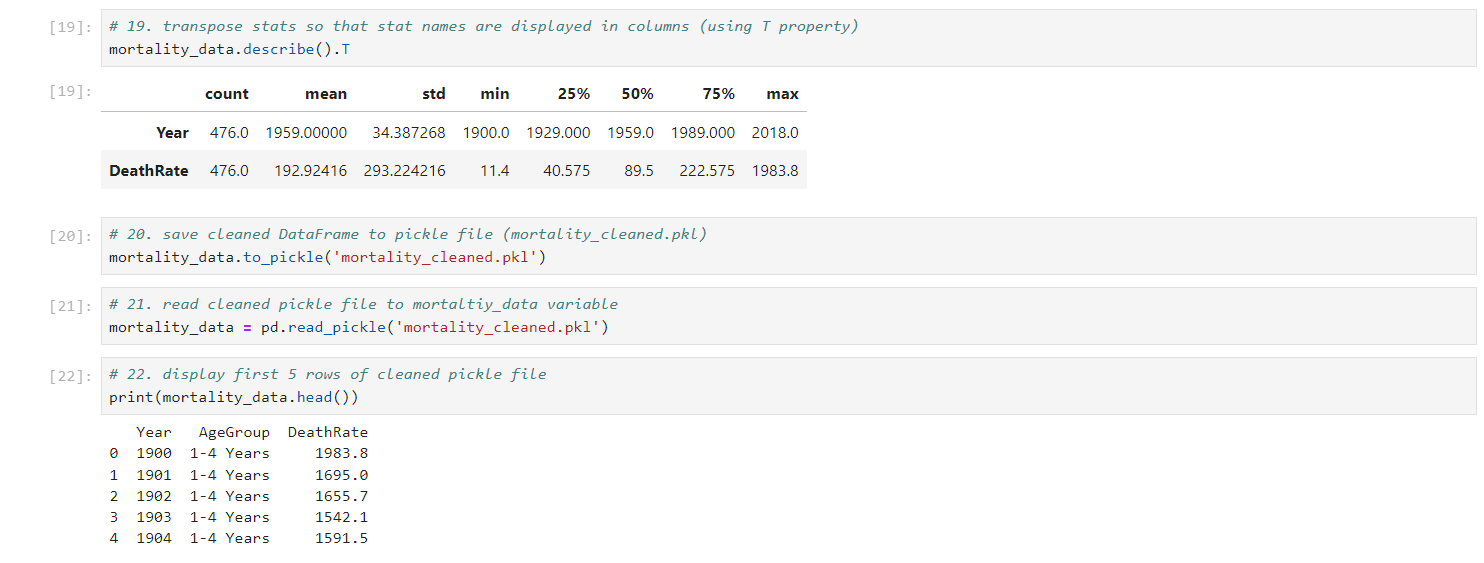 [19]: # 19. transpose stats so that stat names are displayed in columns (using T property)
mortality_data.describe().T
[19]: count mean std min 25% 50% 75% max
Year 476.0 1959.00000 34.387268 1900.0 1929.000 1959.0 1989.000 2018.0
DeathRate 476.0 192.92416 293.224216 11.4 40.575 89.5 222.575 1983.8
[20]: # 20. save cleaned DataFrame to pickle file (mortality_cleaned.pkl)
mortality_data.to_pickle('mortality_cleaned.pkl')
[21]: # 21. read cleaned pickle file to mortaltiy_data variable
mortality_data = pd.read_pickle('mortality_cleaned.pkl')
[22]: # 22. display first 5 rows of cleaned pickle file
print(mortality_data.head())
Year AgeGroup DeathRate
0 1900 1-4 Years 1983.8
1 1901 1-4 Years 1695.0
2 1902 1-4 Years 1655.7
3 1903 1-4 Years 1542.1
4 1904 1-4 Years 1591.5